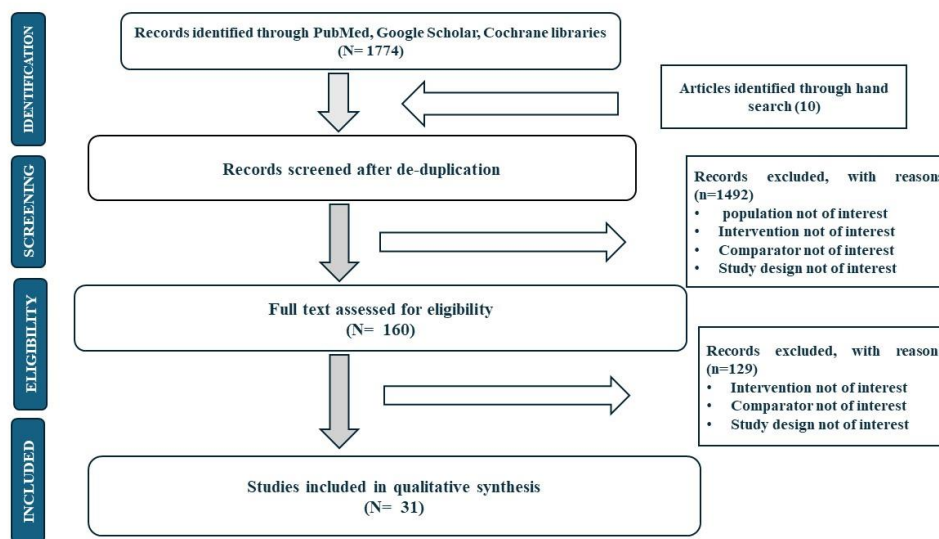 IDENTIFICATION
Records identified through PubMed, Google Scholar, Cochrane libraries
(N= 1774)
Articles identified through hand
search (10)
SCREENING
Records screened after de-duplication
Records excluded, with reason
(n=1492)
• population not of interest
• Intervention not of interest
• Comparator not of interest
• Study design not of interest
ELIGIBILITY
Full text assessed for eligibility
(N= 160)
Records excluded, with reason
(n=129)
• Intervention not of interest
• Comparator not of interest
• Study design not of interest
INCLUDED
Studies included in qualitative synthesis
(N= 31)